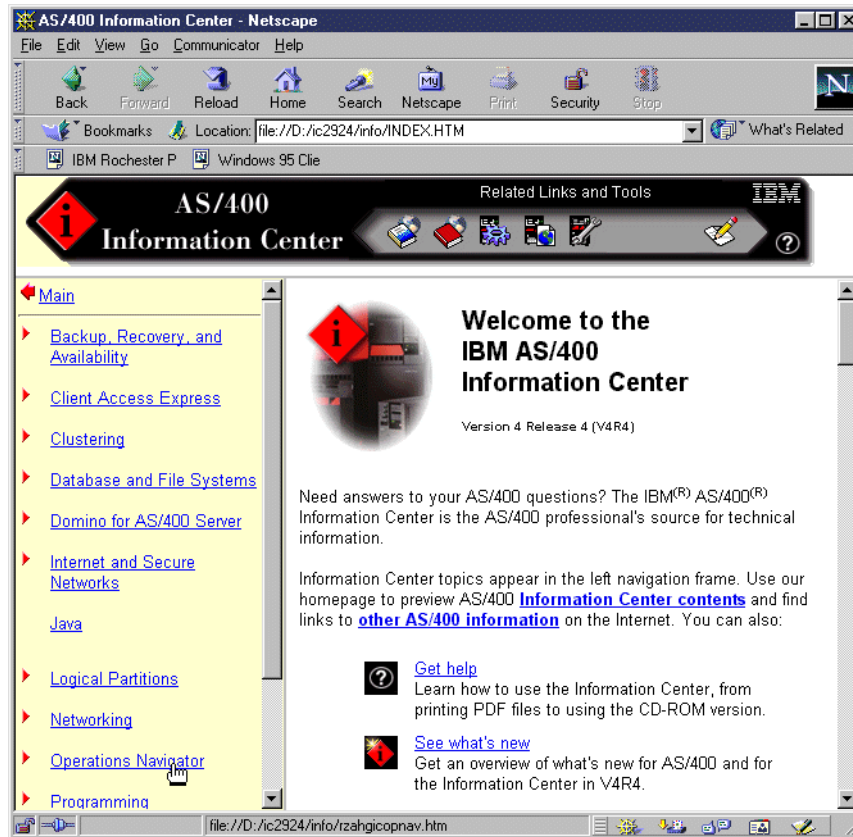 AS/400 Information Center - Netscape
File Edit View Go Communicator Help
Back Forward Reload Home Search Netscape Print Security Stop
My
N
Bookmarks Location: file://D:/ic2924/info/INDEX.HTM What's Related
IBM Rochester P Windows 95 Clie
AS/400
Information Center
Related Links and Tools
IBM
Main
Backup, Recovery, and
Availability
Client Access Express
Clustering
Database and File Systems
Domino for AS/400 Server
Internet and Secure
Networks
Java
Logical Partitions
Networking
Operations Navigator
Programming
Welcome to the
IBM AS/400
Information Center
Version 4 Release 4 (V4R4)
Need answers to your AS/400 questions? The IBM(R) AS/400(R)
Information Center is the AS/400 professional's source for technical
information.
Information Center topics appear in the left navigation frame. Use our
homepage to preview AS/400 Information Center contents and find
links to other AS/400 information on the Internet. You can also:
Get help
Learn how to use the Information Center, from
printing PDF files to using the CD-ROM version.
See what's new
Get an overview of what's new for AS/400 and for
the Information Center in V4R4.
file://D:/ic2924/info/rzahgicopnav.htm